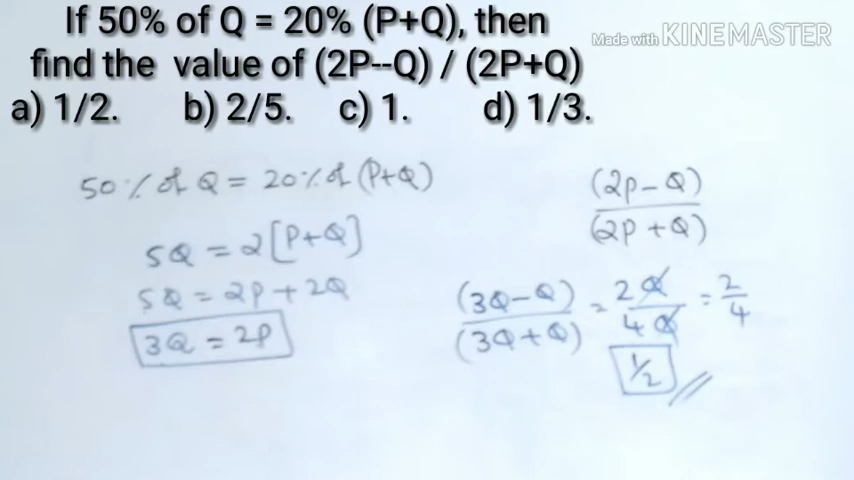 If 50% of Q = 20% (P+Q), then
Made with KINEMASTER
find the value of (2P--Q) / (2P+Q)
a) 1/2. b) 2/5. c) 1. d) 1/3.
50% of Q = 20% of (P+Q)
5Q = 2[P+Q]
5Q = 2P + 2Q
3Q = 2P
(2P-Q)
(2P+Q)
(3Q-Q) = 2Q = 2
(3Q+Q) 4Q 4
1/2